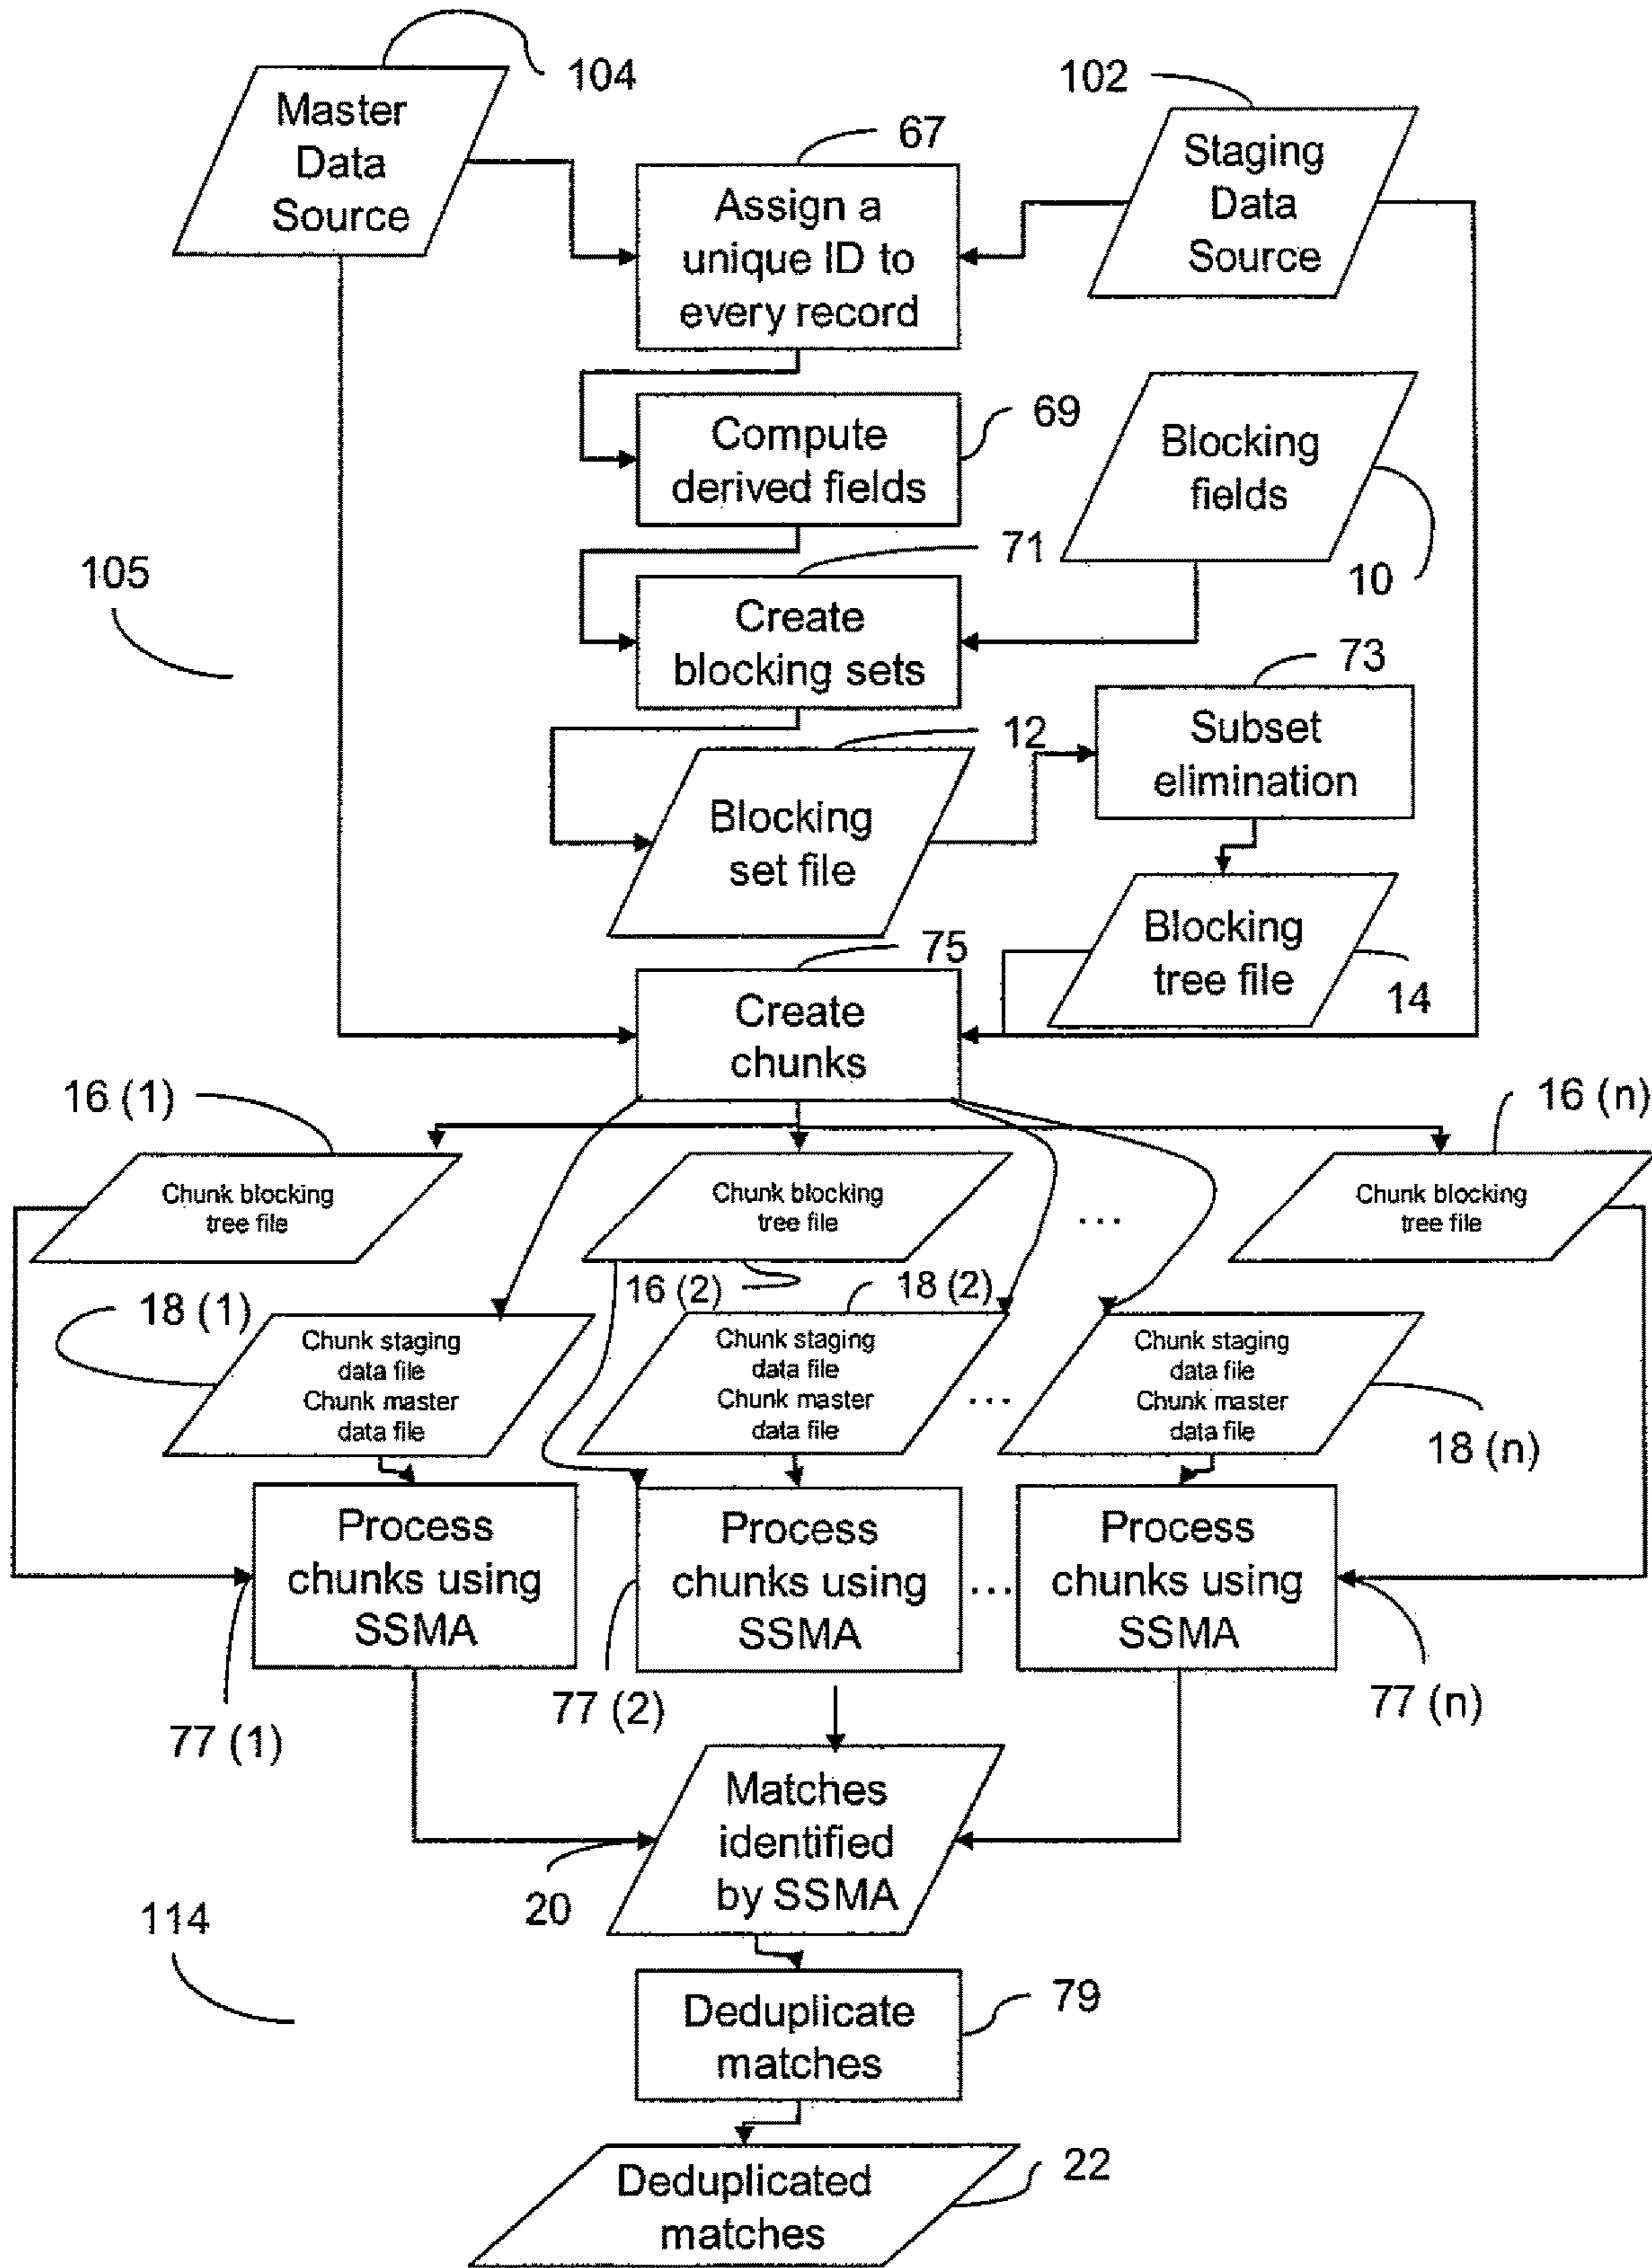 104
102
Master
Data
Source
67
Staging
Data
Source
Assign a
unique ID to
every record
Compute
derived fields
69
Blocking
fields
10
71
105
Create
blocking sets
73
Subset
elimination
12
Blocking
set file
Blocking
tree file
14
75
Create
chunks
16 (1)
16 (n)
Chunk blocking
tree file
Chunk blocking
tree file
...
Chunk blocking
tree file
16 (2)
18 (2)
18 (1)
Chunk staging
data file
Chunk master
data file
Chunk staging
data file
Chunk master
data file
...
Chunk staging
data file
Chunk master
data file
18 (n)
Process
chunks using
SSMA
Process
chunks using
SSMA
...
Process
chunks using
SSMA
77 (1)
77 (2)
77 (n)
Matches
identified
by SSMA
20
114
Deduplicate
matches
79
Deduplicated
matches
22